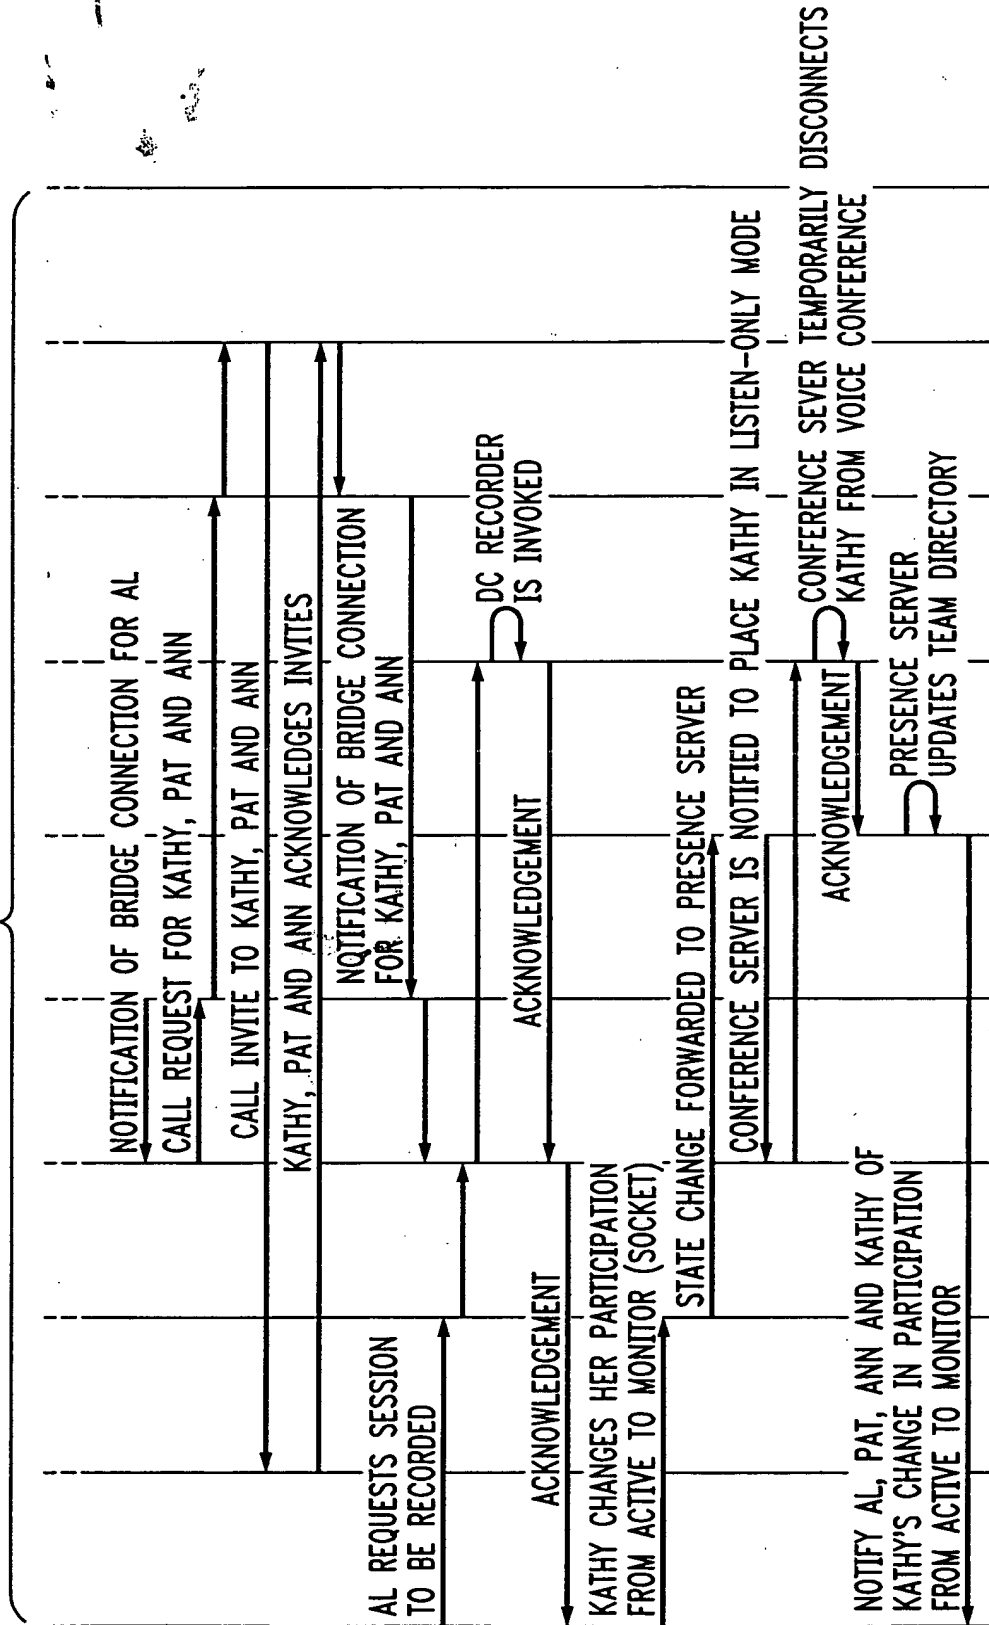 NOTIFICATION OF BRIDGE CONNECTION FOR AL
CALL REQUEST FOR KATHY, PAT AND ANN
CALL INVITE TO KATHY, PAT AND ANN
KATHY, PAT AND ANN ACKNOWLEDGES INVITES
NOTIFICATION OF BRIDGE CONNECTION
FOR KATHY, PAT AND ANN
AL REQUESTS SESSION
TO BE RECORDED
DC RECORDER
IS INVOKED
ACKNOWLEDGEMENT
ACKNOWLEDGEMENT
KATHY CHANGES HER PARTICIPATION
FROM ACTIVE TO MONITOR (SOCKET)
STATE CHANGE FORWARDED TO PRESENCE SERVER
CONFERENCE SERVER IS NOTIFIED TO PLACE KATHY IN LISTEN-ONLY MODE
CONFERENCE SEVER TEMPORARILY DISCONNECTS
KATHY FROM VOICE CONFERENCE
ACKNOWLEDGEMENT
PRESENCE SERVER
UPDATES TEAM DIRECTORY
NOTIFY AL, PAT, ANN AND KATHY OF
KATHY'S CHANGE IN PARTICIPATION
FROM ACTIVE TO MONITOR